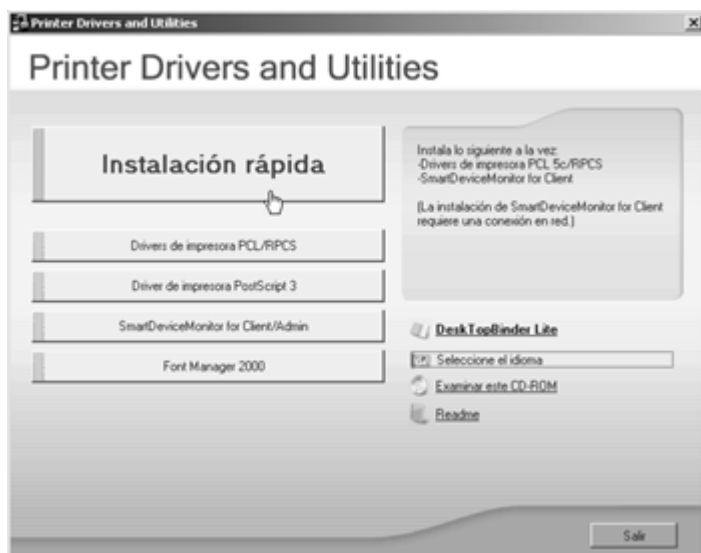 Printer Drivers and Utilities
Printer Drivers and Utilities
Instalación rápida
Drivers de impresora PCL/RPCS
Driver de impresora PostScript 3
SmartDeviceMonitor for Client/Admin
Font Manager 2000
Instala lo siguiente a la vez:
-Drivers de impresora PCL 5c/RPCS
-SmartDeviceMonitor for Client
(La instalación de SmartDeviceMonitor for Client
requiere una conexión en red.)
DeskTopBinder Lite
Seleccione el idioma
Examinar este CD-ROM
Readme
Salir